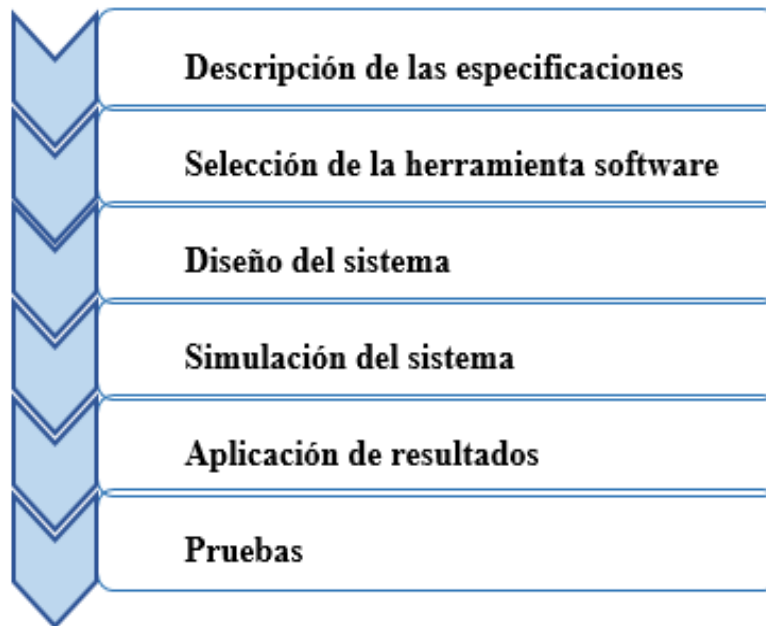 Descripción de las especificaciones
Selección de la herramienta software
Diseño del sistema
Simulación del sistema
Aplicación de resultados
Pruebas